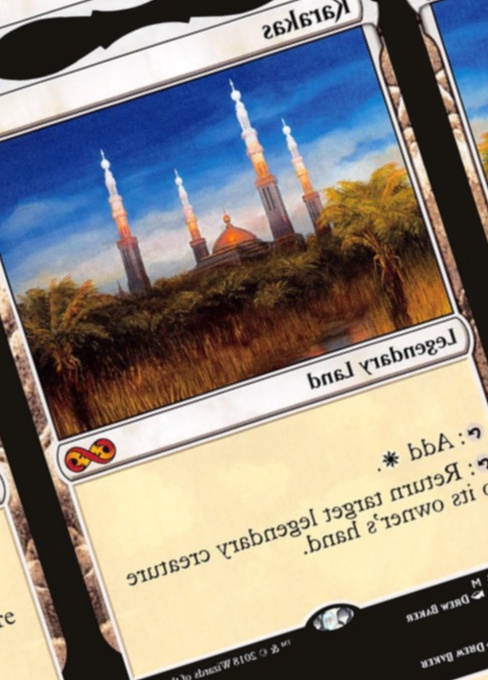 Karakas
Legendary Land
: Add .
: Return target legendary creature
to its owner's hand.
M
DREW BAKER
™ & © 2018 Wizards of the
DREW BAKER
re